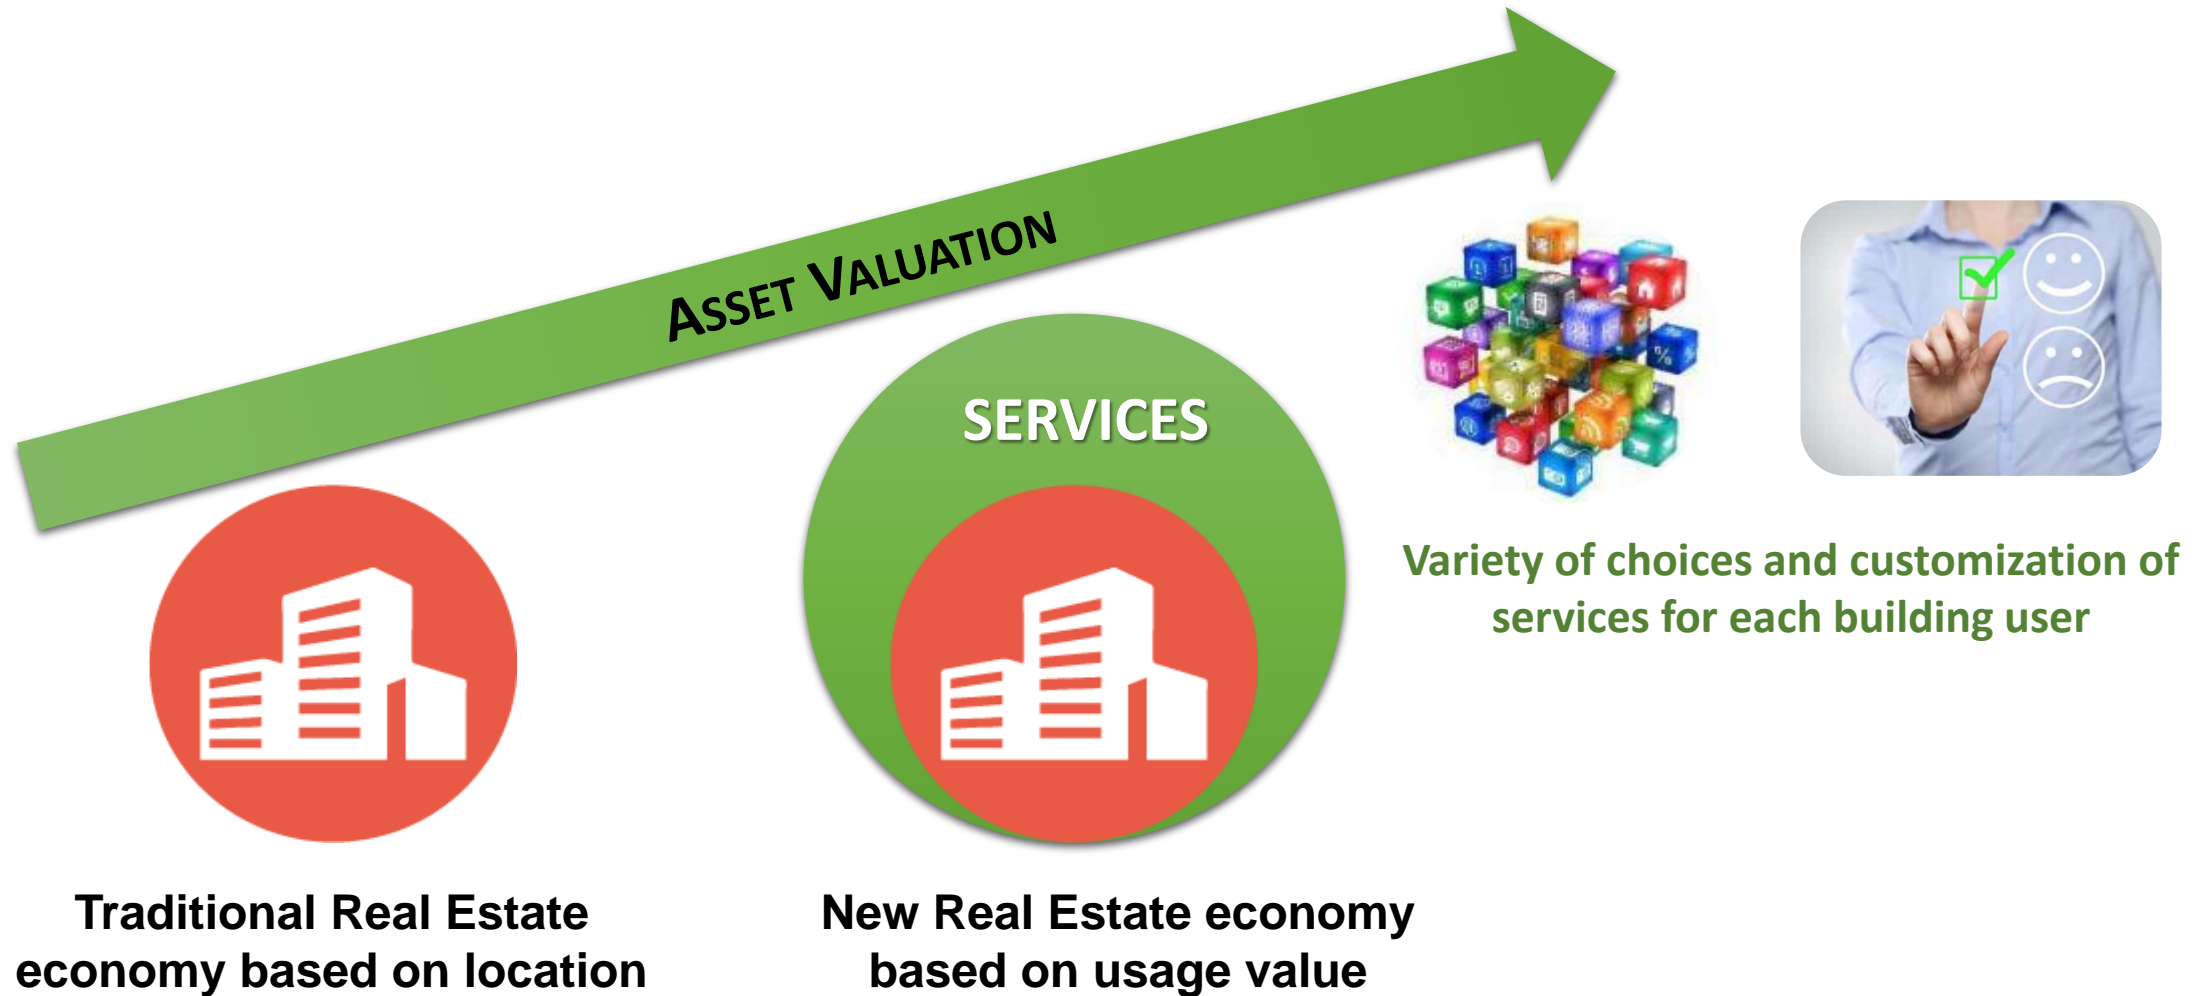 ASSET VALUATION
SERVICES
Variety of choices and customization of
services for each building user
Traditional Real Estate
economy based on location
New Real Estate economy
based on usage value